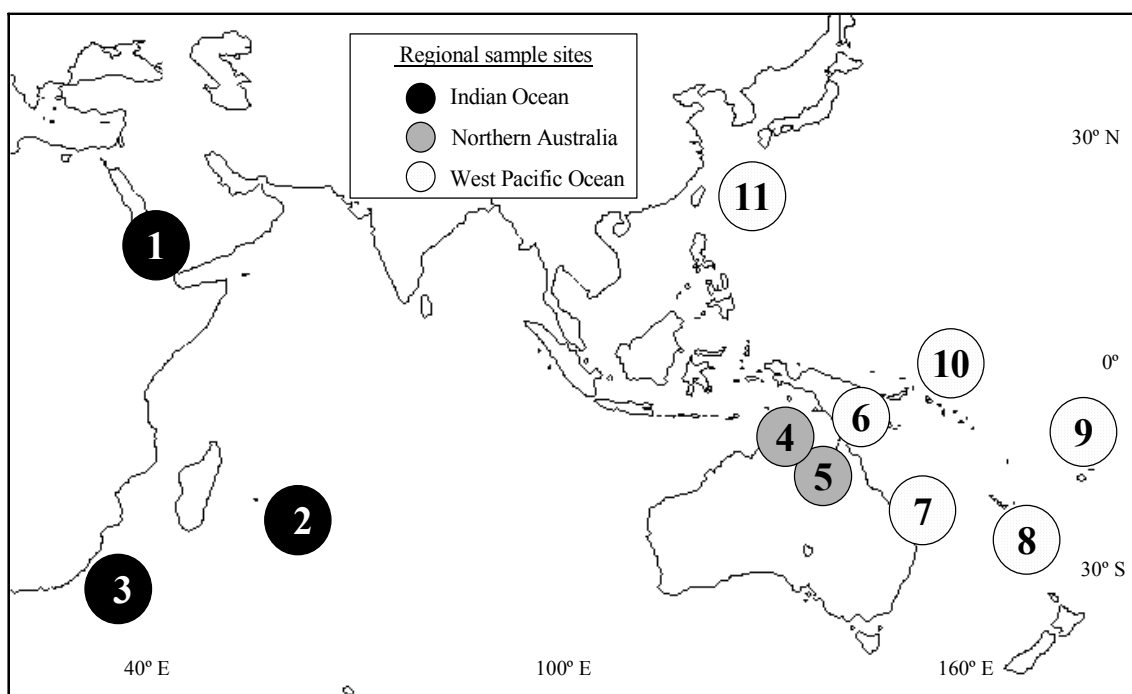 Regional sample sites
Indian Ocean
Northern Australia
West Pacific Ocean
30º N
11
1
10
0º
6
9
4
5
2
7
8
3
30º S
40º E
100º E
160º E